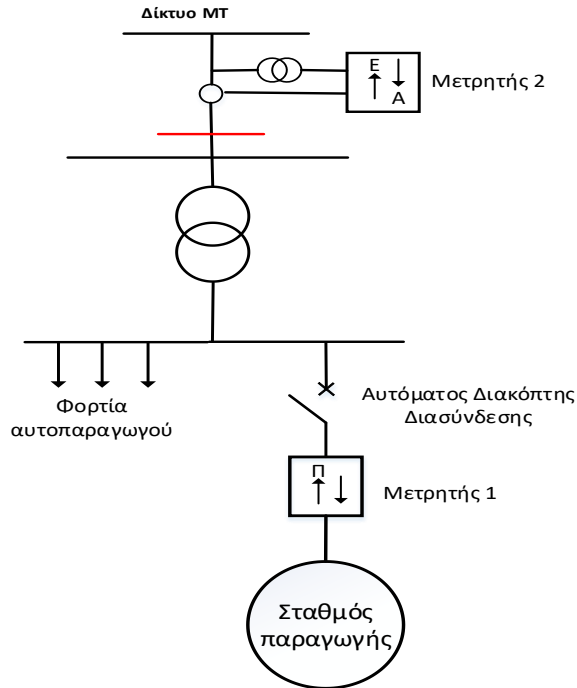 Δίκτυο ΜΤ
Ε
Α
Μετρητής 2
Φορτία
αυτοπαραγωγού
Αυτόματος Διακόπτης
Διασύνδεσης
Π
Μετρητής 1
Σταθμός
παραγωγής